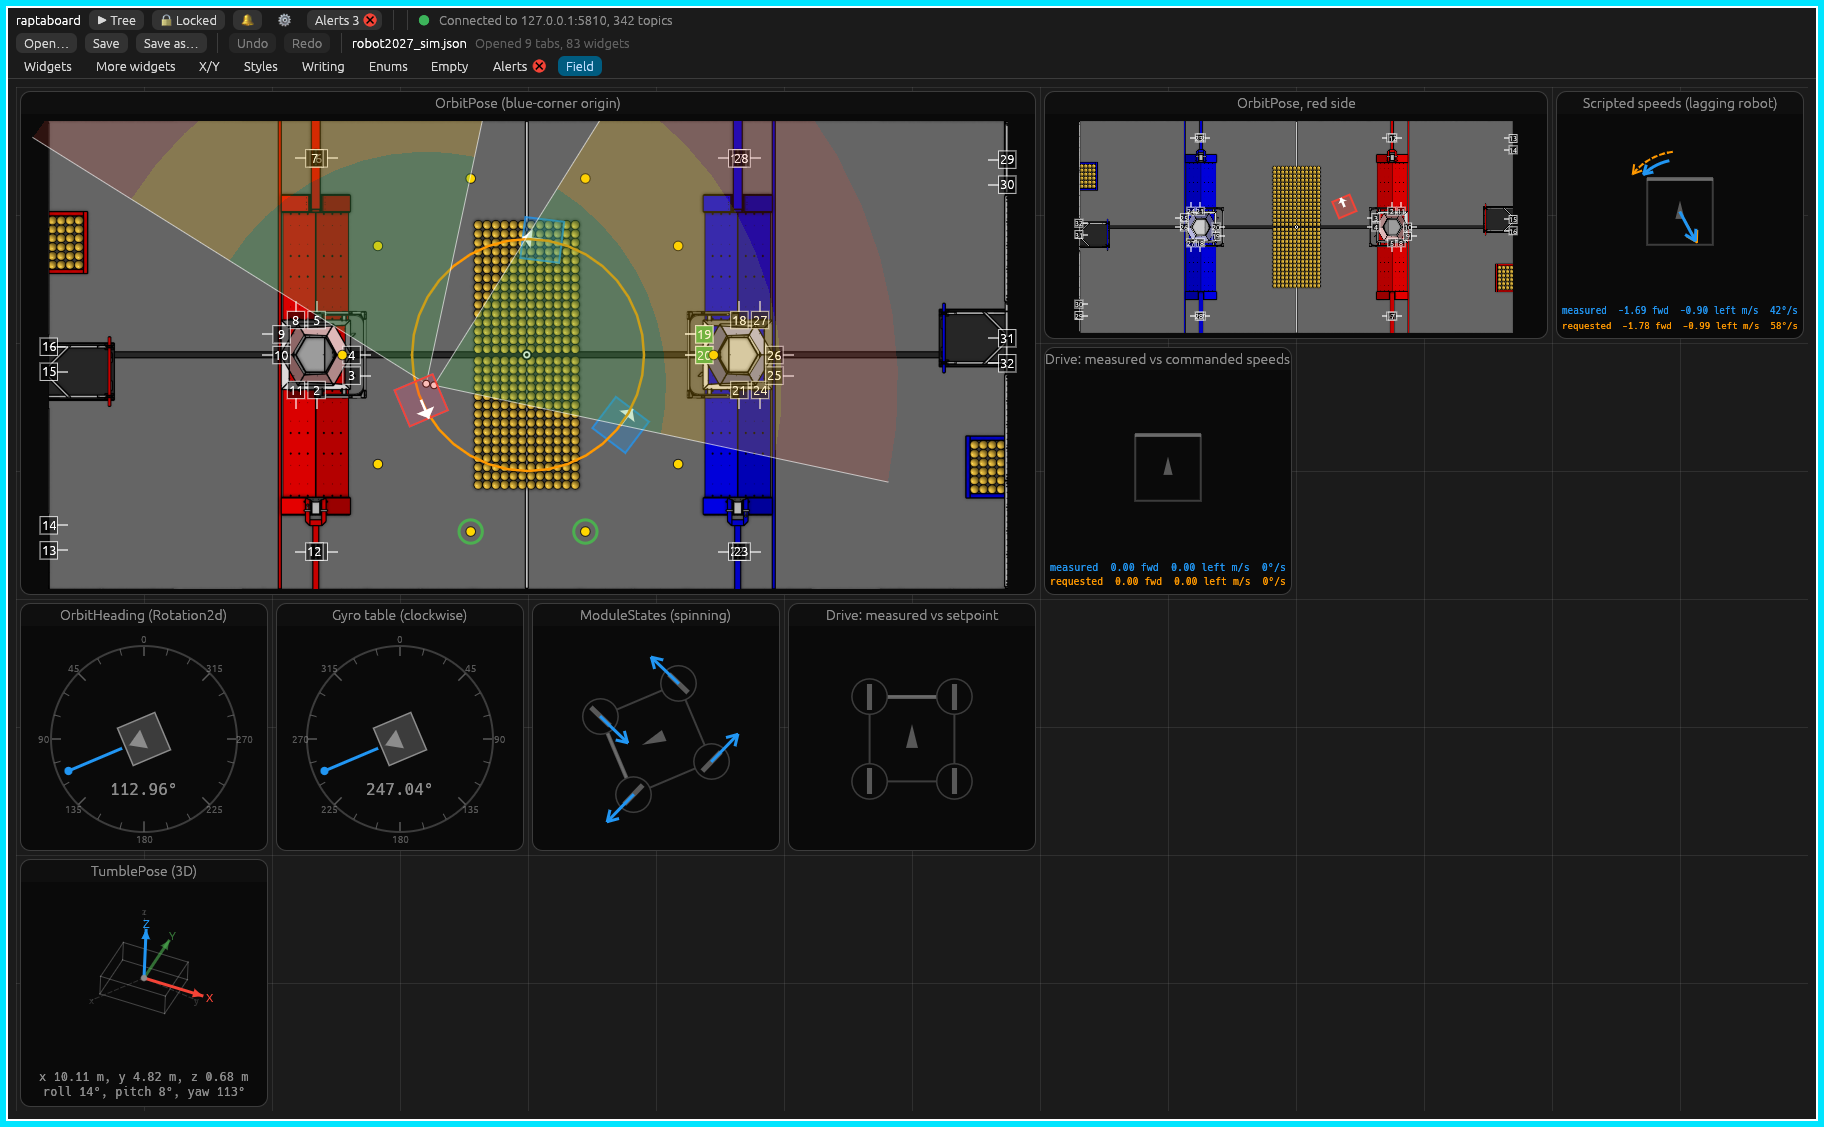 raptaboard ▶ Tree Locked Alerts 3 Connected to 127.0.0.1:5810, 342 topics
Open… Save Save as… Undo Redo robot2027_sim.json Opened 9 tabs, 83 widgets
Widgets More widgets X/Y Styles Writing Enums Empty Alerts Field
OrbitPose (blue-corner origin)
7
28
29
30
8 5
9
10
4
3
11 2
16
15
19
20
18 27
26
25
21 24
31
32
14
13
12
23
OrbitPose, red side
Scripted speeds (lagging robot)
measured -1.69 fwd -0.90 left m/s 42°/s
requested -1.78 fwd -0.99 left m/s 58°/s
Drive: measured vs commanded speeds
measured 0.00 fwd 0.00 left m/s 0°/s
requested 0.00 fwd 0.00 left m/s 0°/s
OrbitHeading (Rotation2d)
0
45 315
90 270
112.96°
135 225
180
Gyro table (clockwise)
0
315 45
270 90
247.04°
225 135
180
ModuleStates (spinning)
Drive: measured vs setpoint
TumblePose (3D)
z
Z
Y
X
x
y
x 10.11 m, y 4.82 m, z 0.68 m
roll 14°, pitch 8°, yaw 113°